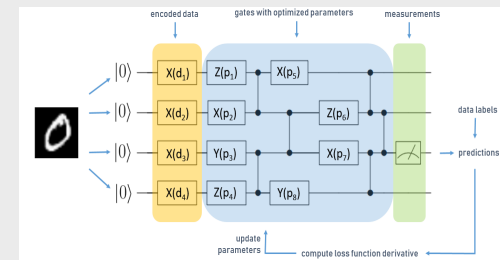 encoded data
gates with optimized parameters
measurements
|0⟩ X(d₁) Z(p₁) X(p₅)
|0⟩ X(d₂) X(p₂) Z(p₆)
|0⟩ X(d₃) Y(p₃) X(p₇)
|0⟩ X(d₄) Z(p₄) Y(p₈)
data labels
predictions
update
parameters
compute loss function derivative